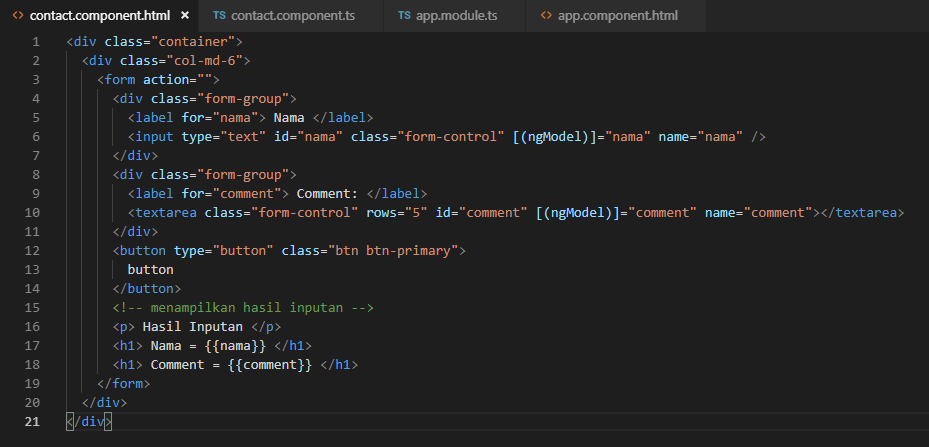 <> contact.component.html × TS contact.component.ts TS app.module.ts <> app.component.html
1 <div class="container">
2 <div class="col-md-6">
3 <form action="">
4 <div class="form-group">
5 <label for="nama"> Nama </label>
6 <input type="text" id="nama" class="form-control" [(ngModel)]="nama" name="nama" />
7 </div>
8 <div class="form-group">
9 <label for="comment"> Comment: </label>
10 <textarea class="form-control" rows="5" id="comment" [(ngModel)]="comment" name="comment"></textarea>
11 </div>
12 <button type="button" class="btn btn-primary">
13 button
14 </button>
15 <!-- menampilkan hasil inputan -->
16 <p> Hasil Inputan </p>
17 <h1> Nama = {{nama}} </h1>
18 <h1> Comment = {{comment}} </h1>
19 </form>
20 </div>
21 </div>